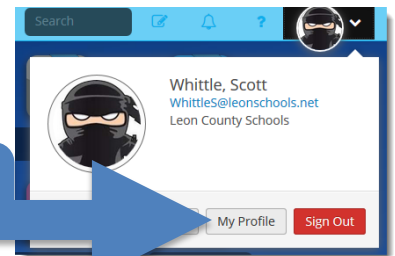 Search ?
Whittle, Scott
WhittleS@leonschools.net
Leon County Schools
My Profile Sign Out